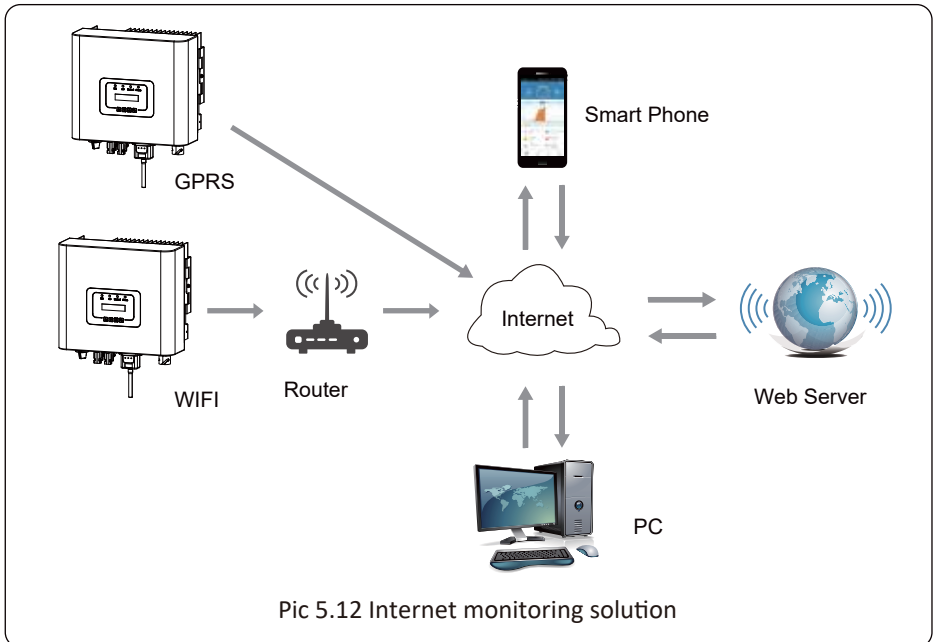 Smart Phone
GPRS
Internet
WIFI
Router
Web Server
PC
Pic 5.12 Internet monitoring solution